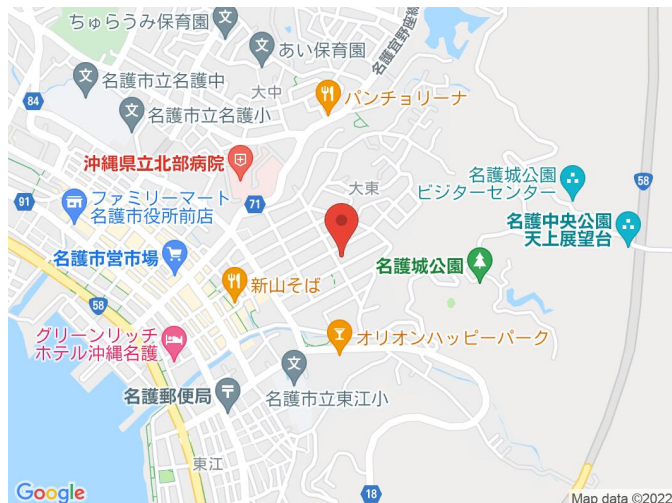 ちゅらうみ保育園
あい保育園
名護宜野座線
大中
名護市立名護中
84
パンチョリーナ
名護市立名護小
沖縄県立北部病院
大東
名護城公園
ビジターセンター
58
91
ファミリーマート
名護市役所前店
71
名護中央公園
天上展望台
名護市営市場
名護城公園
新山そば
58
グリーンリッチ
ホテル沖縄名護
オリオンハッピーパーク
名護郵便局
名護市立東江小
東江
18
Google
Map data ©2022